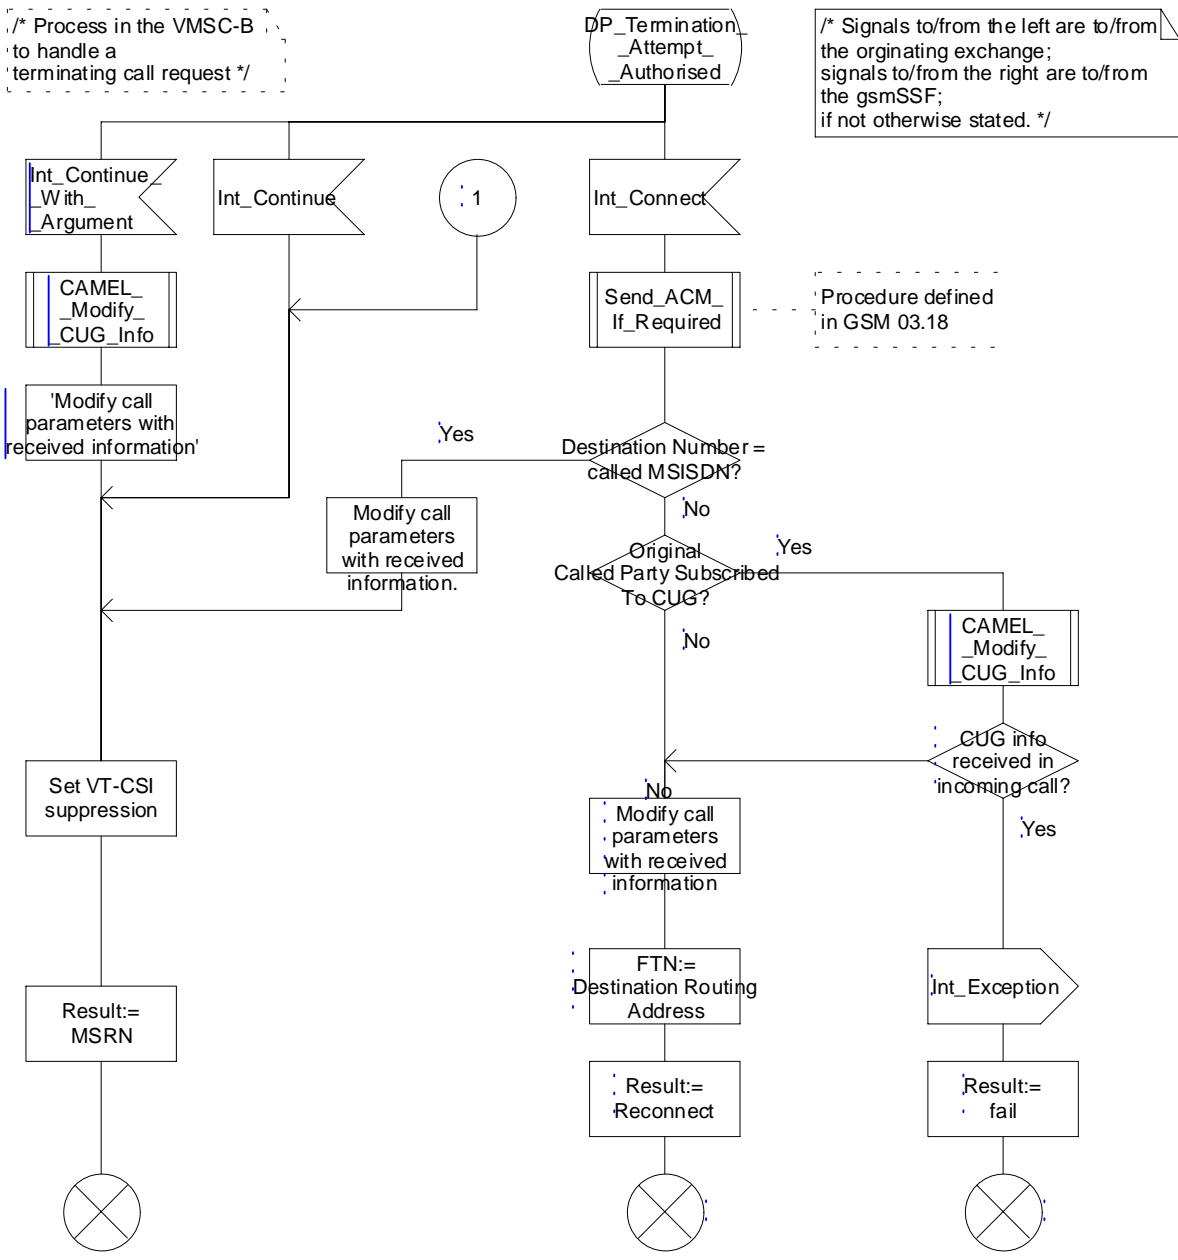 /* Process in the VMSC-B
to handle a
terminating call request */
DP_Termination_
_Attempt_
_Authorised
/* Signals to/from the left are to/from
the orginating exchange;
signals to/from the right are to/from
the gsmSSF;
if not otherwise stated. */
Int_Continue_
_With_
_Argument
Int_Continue
1
Int_Connect
CAMEL_
_Modify_
_CUG_Info
Send_ACM_
If_Required
Procedure defined
in GSM 03.18
'Modify call
parameters with
received information'
Yes
Destination Number =
called MSISDN?
No
Modify call
parameters
with received
information.
Original
Called Party Subscribed
To CUG?
Yes
No
CAMEL_
_Modify_
_CUG_Info
CUG info
received in
incoming call?
No
Yes
Set VT-CSI
suppression
Modify call
parameters
with received
information
FTN:=
Destination Routing
Address
Int_Exception
Result:=
MSRN
Result:=
Reconnect
Result:=
fail